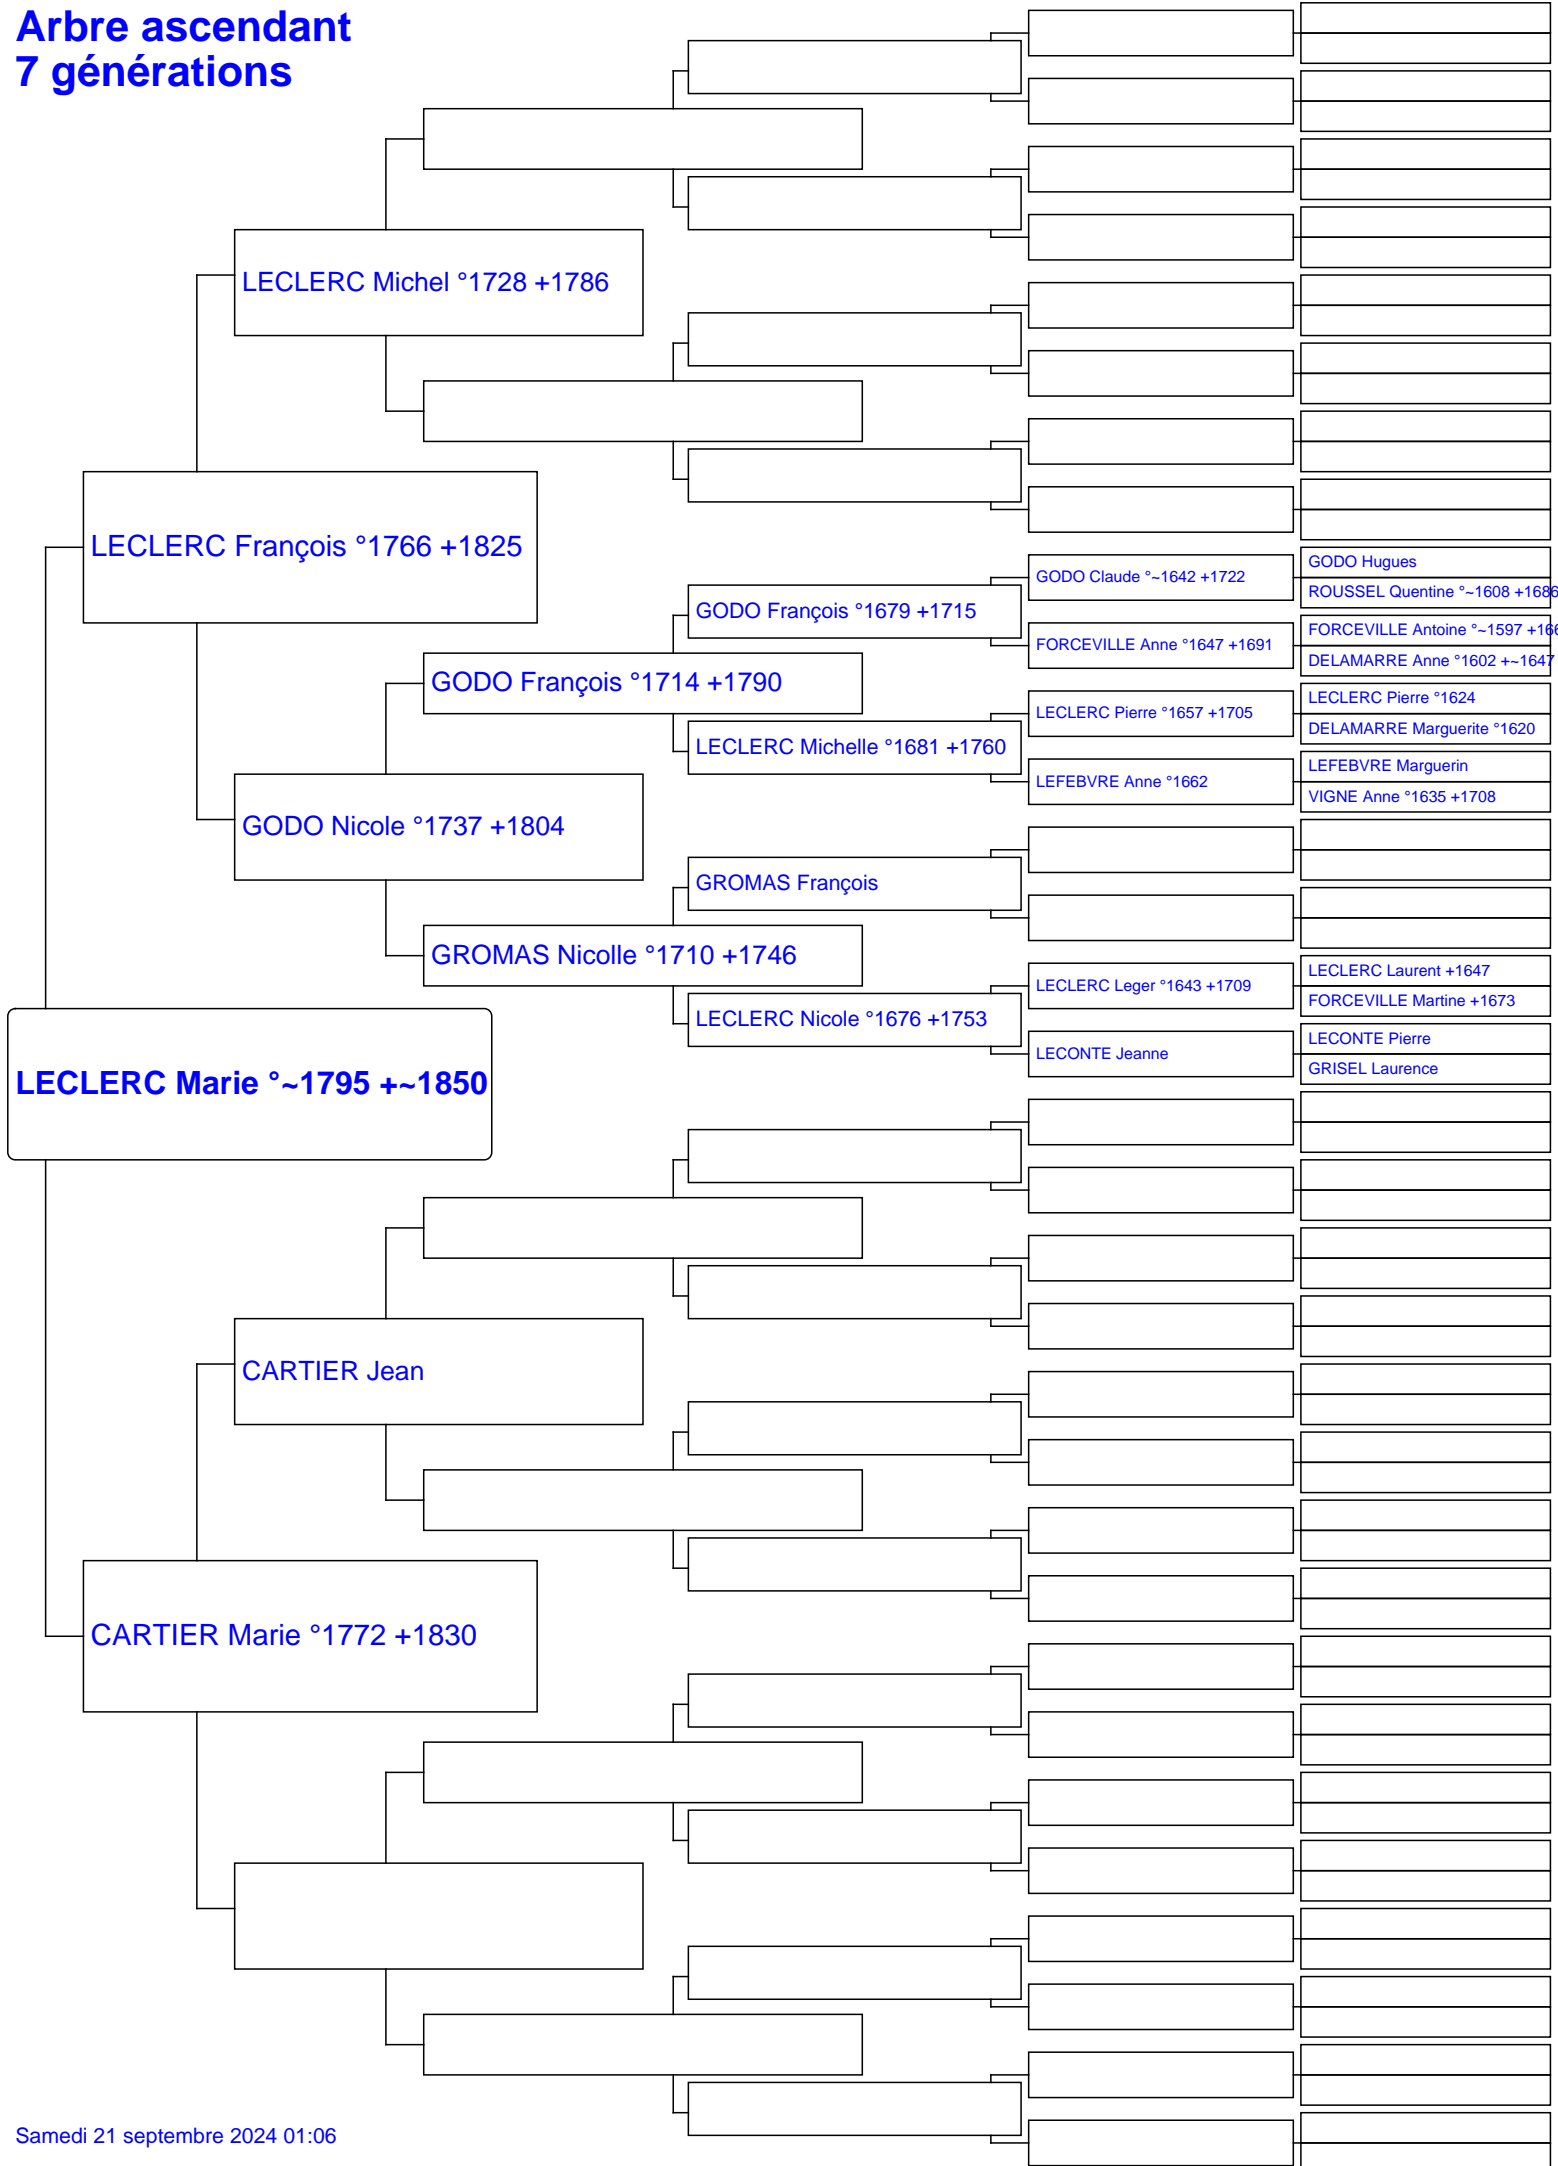 Arbre ascendant
7 générations
LECLERC Michel °1728 +1786
LECLERC François °1766 +1825
GODO Claude °~1642 +1722
GODO Hugues
ROUSSEL Quentine °~1608 +1686
GODO François °1679 +1715
FORCEVILLE Anne °1647 +1691
FORCEVILLE Antoine °~1597 +166
DELAMARRE Anne °1602 +~1647
GODO François °1714 +1790
LECLERC Pierre °1657 +1705
LECLERC Pierre °1624
DELAMARRE Marguerite °1620
LECLERC Michelle °1681 +1760
LEFEBVRE Anne °1662
LEFEBVRE Marguerin
VIGNE Anne °1635 +1708
GODO Nicole °1737 +1804
GROMAS François
GROMAS Nicolle °1710 +1746
LECLERC Leger °1643 +1709
LECLERC Laurent +1647
FORCEVILLE Martine +1673
LECLERC Nicole °1676 +1753
LECONTE Jeanne
LECONTE Pierre
GRISEL Laurence
LECLERC Marie °~1795 +~1850
CARTIER Jean
CARTIER Marie °1772 +1830
Samedi 21 septembre 2024 01:06